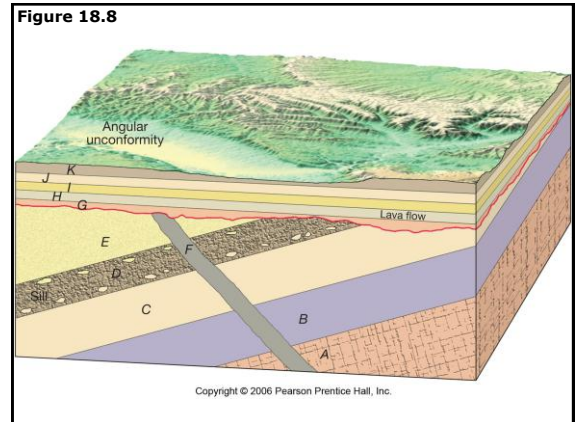 Figure 18.8
Angular
unconformity
K
J
I
H
G
Lava flow
E
F
D
Sill
C
B
A
Copyright © 2006 Pearson Prentice Hall, Inc.